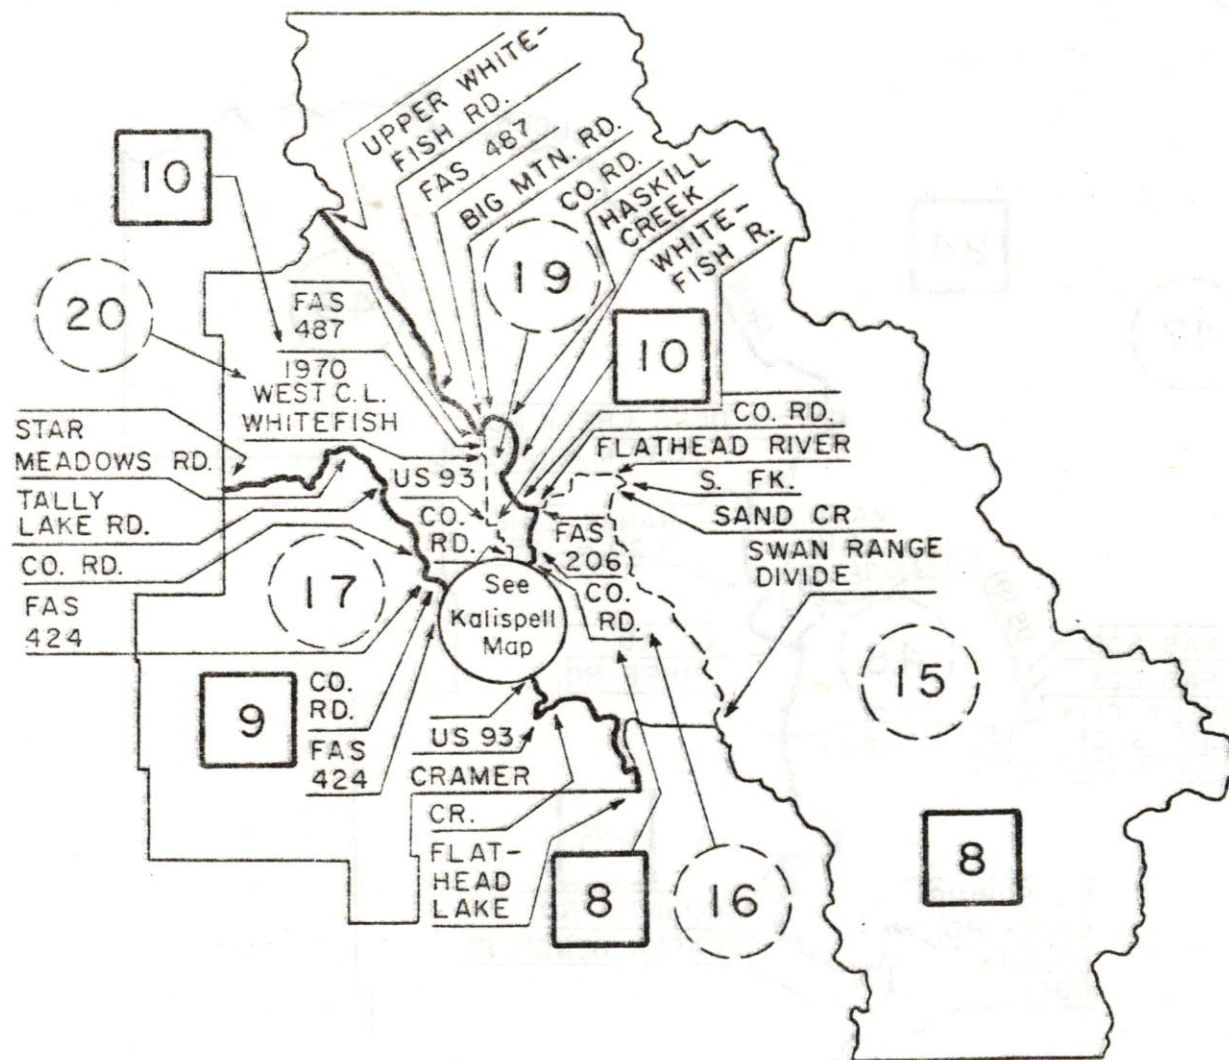 UPPER WHITE-
FISH RD.
FAS 487
BIG MTN. RD.
CO. RD.
HASKILL
CREEK
WHITE-
FISH R.
10
20
19
10
FAS
487
1970
WEST C. L.
WHITEFISH
STAR
MEADOWS RD.
TALLY
LAKE RD.
CO. RD.
FAS
424
US 93
CO.
RD.
CO. RD.
FLATHEAD RIVER
S. FK.
SAND CR
SWAN RANGE
DIVIDE
FAS
206
CO.
RD.
See
Kalispell
Map
17
15
9
CO.
RD.
FAS
424
US 93
CRAMER
CR.
FLAT-
HEAD
LAKE
8
16
8